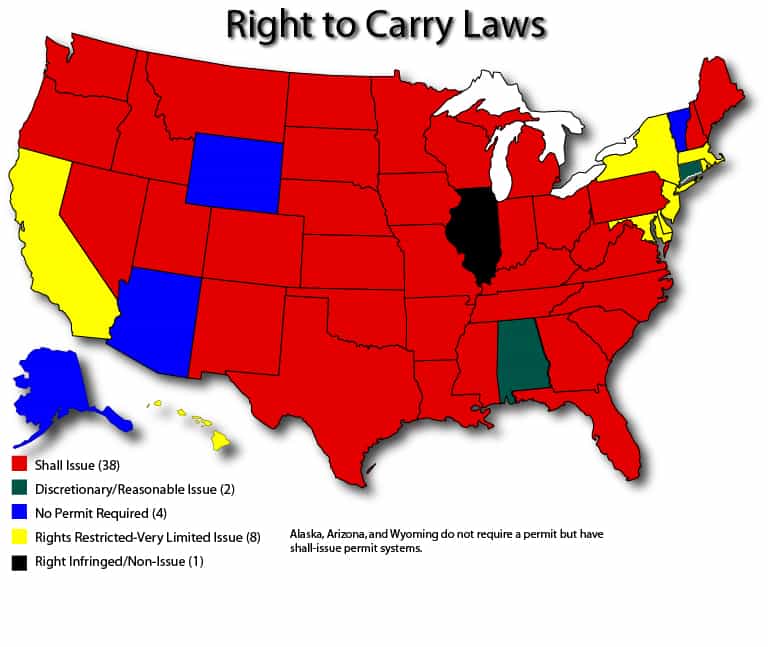 Right to Carry Laws
Shall Issue (38)
Discretionary/Reasonable Issue (2)
No Permit Required (4)
Rights Restricted-Very Limited Issue (8)
Alaska, Arizona, and Wyoming do not require a permit but have
shall-issue permit systems.
Right Infringed/Non-Issue (1)